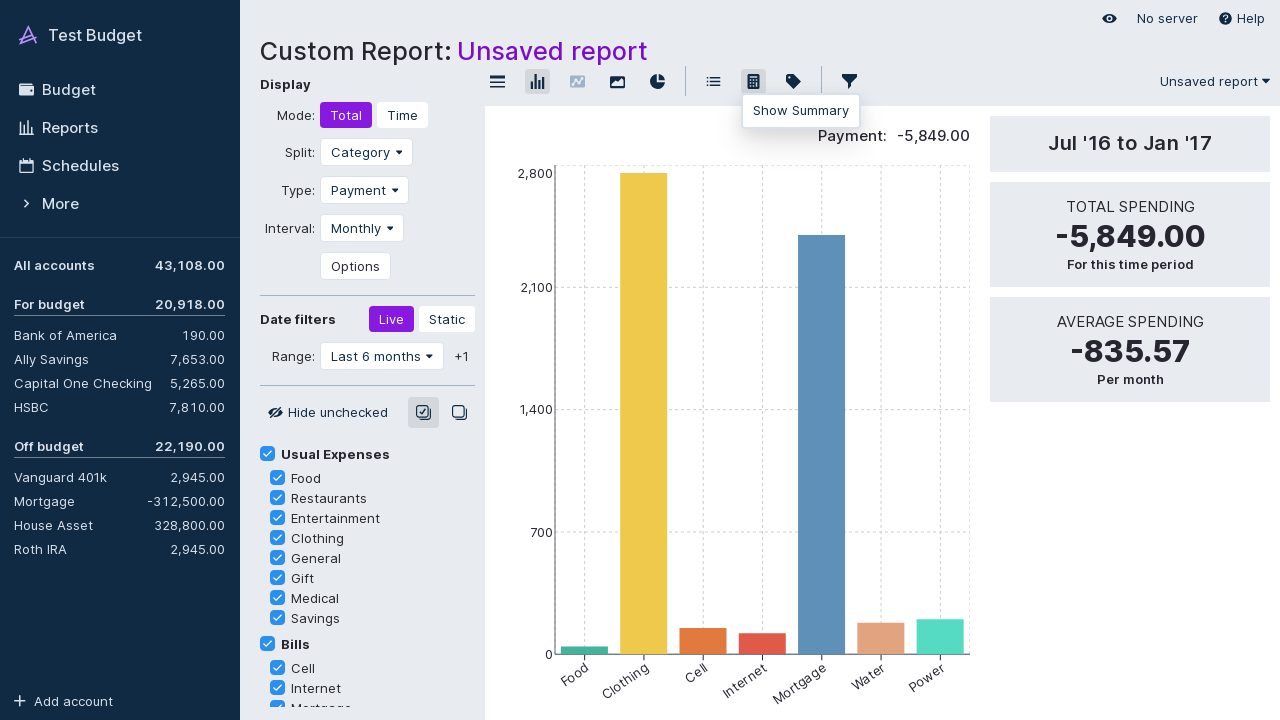 Test Budget
Budget
Reports
Schedules
More
All accounts 43,108.00
For budget 20,918.00
Bank of America 190.00
Ally Savings 7,653.00
Capital One Checking 5,265.00
HSBC 7,810.00
Off budget 22,190.00
Vanguard 401k 2,945.00
Mortgage -312,500.00
House Asset 328,800.00
Roth IRA 2,945.00
Add account
No server Help
Custom Report: Unsaved report
Display
Mode: Total Time
Split: Category
Type: Payment
Interval: Monthly
Options
Date filters Live Static
Range: Last 6 months +1
Hide unchecked
Usual Expenses
Food
Restaurants
Entertainment
Clothing
General
Gift
Medical
Savings
Bills
Cell
Internet
Mortgage
Unsaved report
Show Summary
Payment: -5,849.00
2,800
2,100
1,400
700
0
Food Clothing Cell Internet Mortgage Water Power
Jul '16 to Jan '17
TOTAL SPENDING
-5,849.00
For this time period
AVERAGE SPENDING
-835.57
Per month